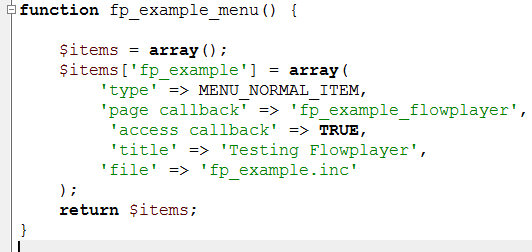 function fp_example_menu() {
$items = array();
$items['fp_example'] = array(
'type' => MENU_NORMAL_ITEM,
'page callback' => 'fp_example_flowplayer',
'access callback' => TRUE,
'title' => 'Testing Flowplayer',
'file' => 'fp_example.inc'
);
return $items;
}